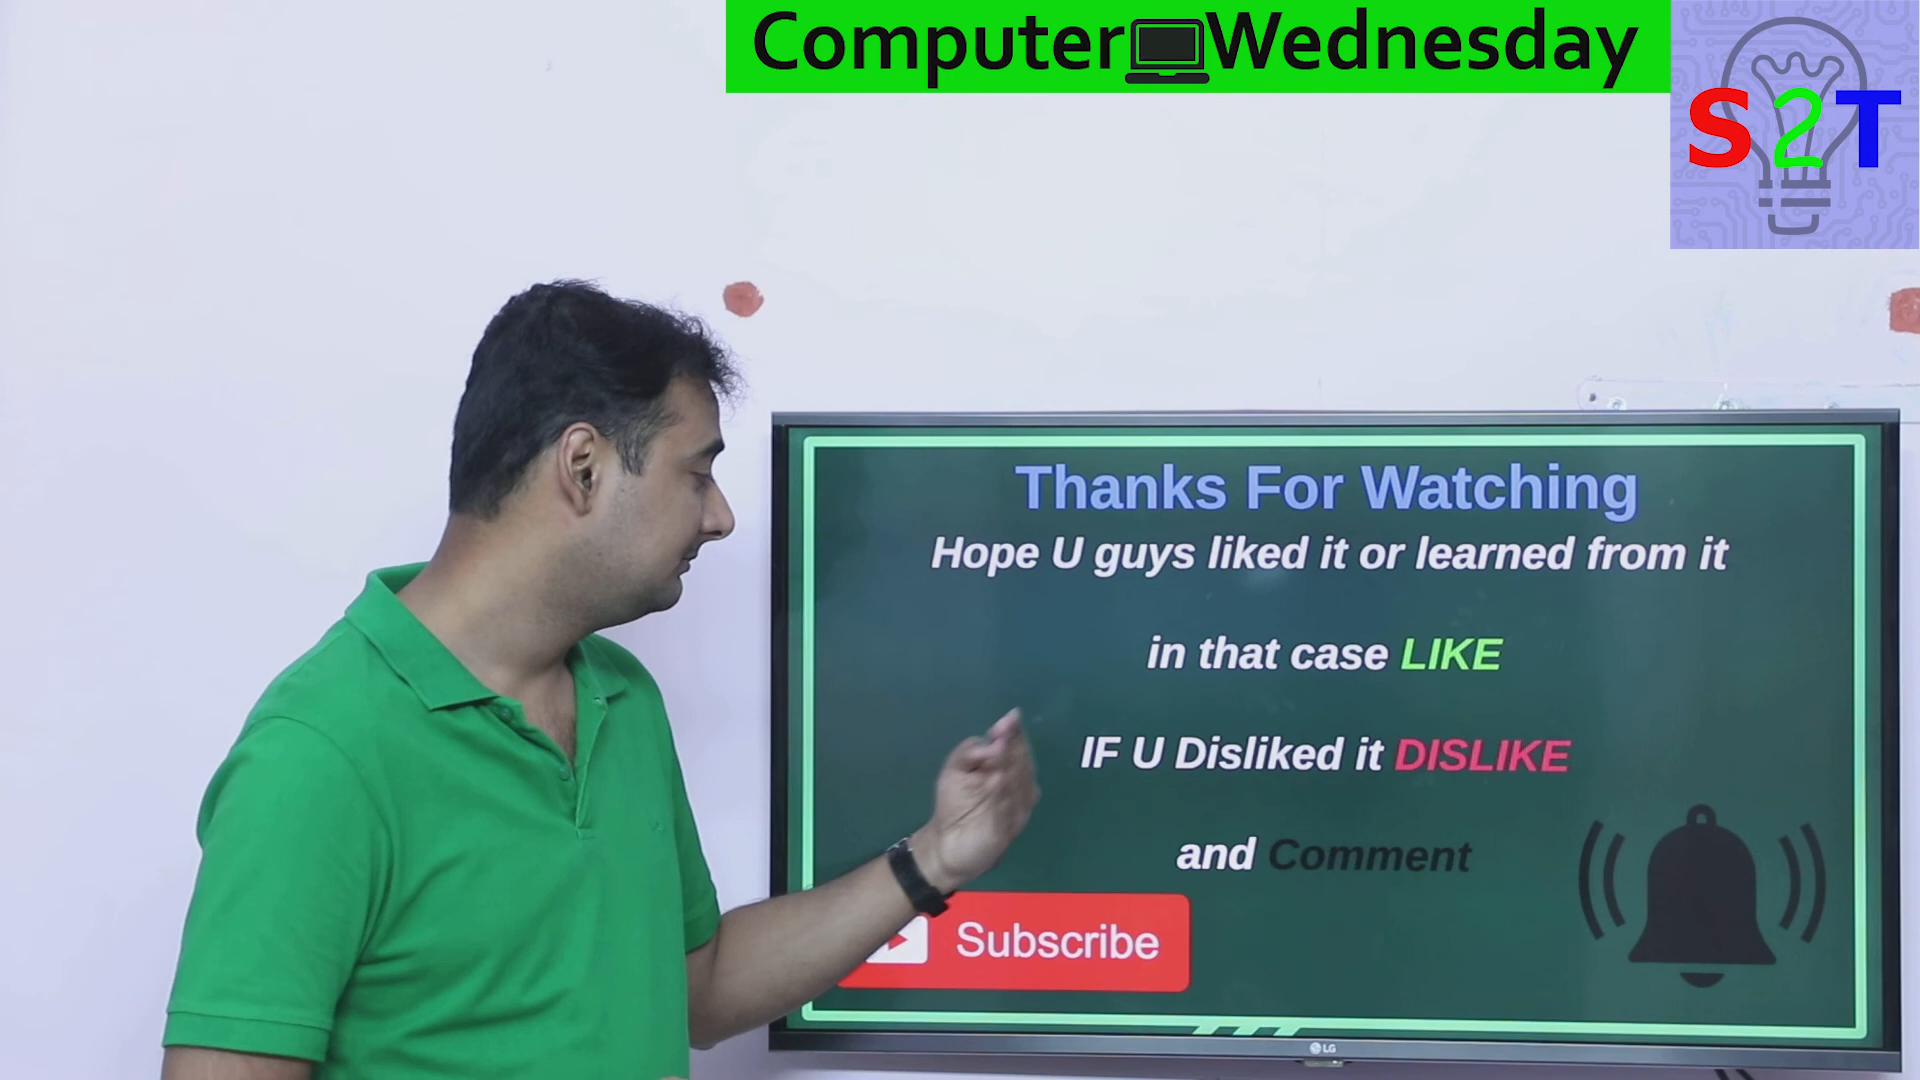 Computer Wednesday
S2T
Thanks For Watching
Hope U guys liked it or learned from it
in that case LIKE
IF U Disliked it DISLIKE
and Comment
Subscribe
LG